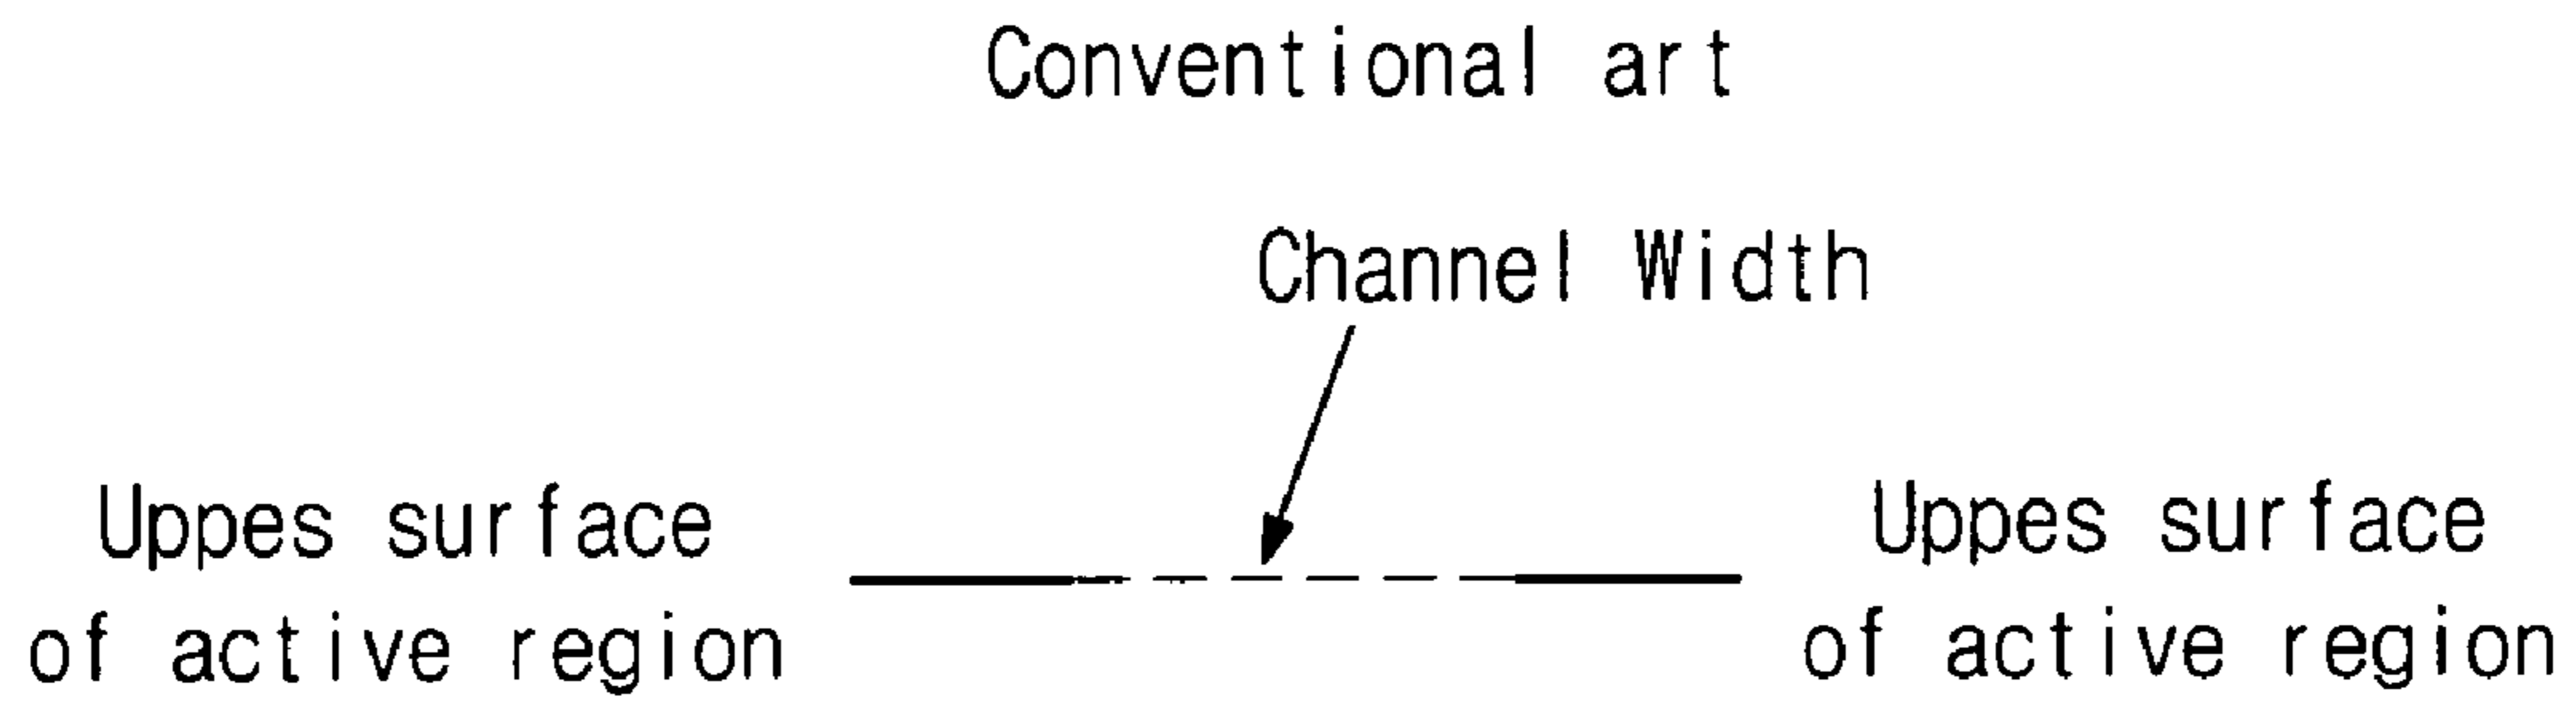 Conventional art
Channel Width
Uppes surface
of active region
Uppes surface
of active region